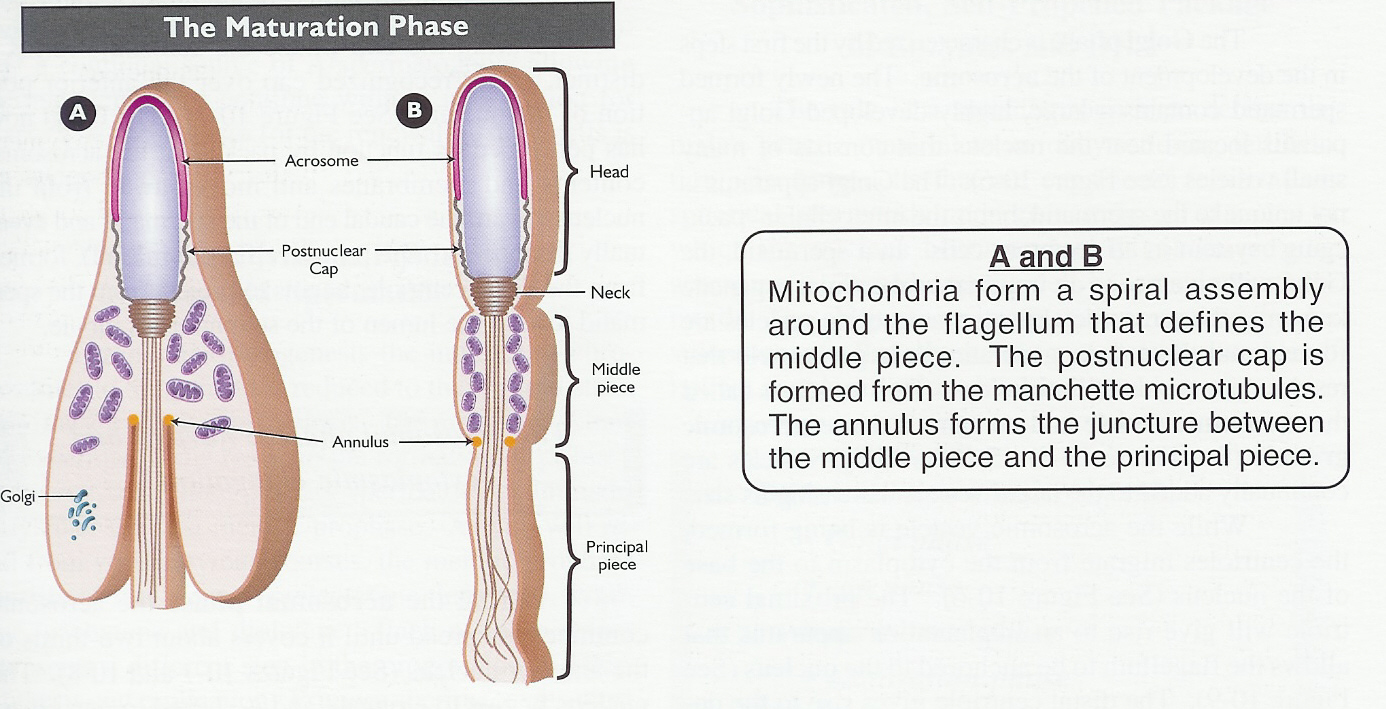 The Maturation Phase
A
B
Acrosome
Head
Postnuclear
Cap
Neck
Middle
piece
Annulus
Golgi
Principal
piece
A and B
Mitochondria form a spiral assembly
around the flagellum that defines the
middle piece. The postnuclear cap is
formed from the manchette microtubules.
The annulus forms the juncture between
the middle piece and the principal piece.